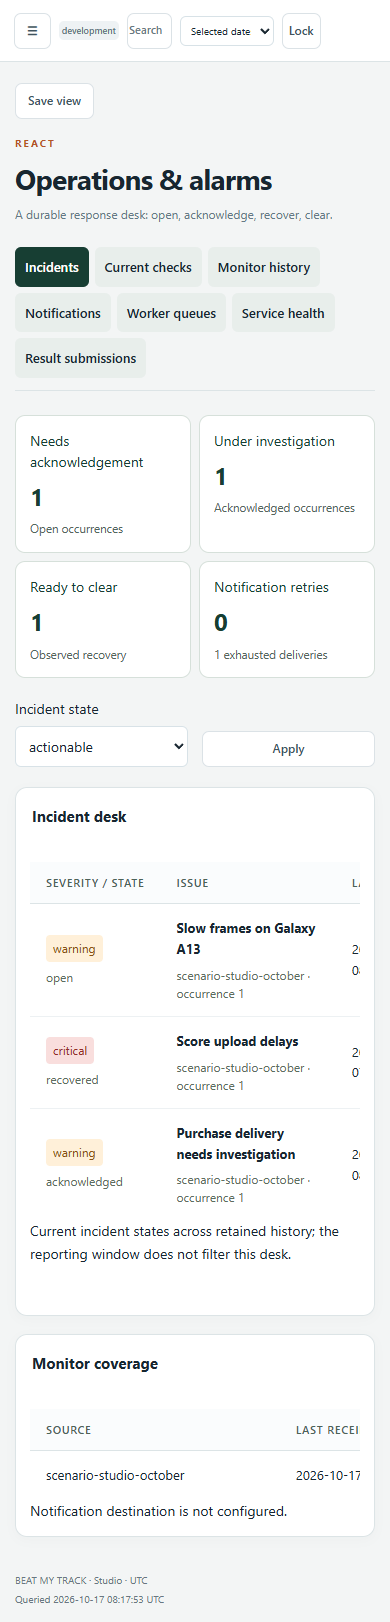 ☰ development Search Selected date Lock
Save view
REACT
Operations & alarms
A durable response desk: open, acknowledge, recover, clear.
Incidents Current checks Monitor history
Notifications Worker queues Service health
Result submissions
Needs
acknowledgement
1
Open occurrences
Under investigation
1
Acknowledged occurrences
Ready to clear
1
Observed recovery
Notification retries
0
1 exhausted deliveries
Incident state
actionable Apply
Incident desk
SEVERITY / STATE ISSUE
warning
open
Slow frames on Galaxy
A13
scenario-studio-october ·
occurrence 1
critical
recovered
Score upload delays
scenario-studio-october ·
occurrence 1
warning
acknowledged
Purchase delivery
needs investigation
scenario-studio-october ·
occurrence 1
Current incident states across retained history; the
reporting window does not filter this desk.
Monitor coverage
SOURCE LAST RECEI
scenario-studio-october 2026-10-17
Notification destination is not configured.
BEAT MY TRACK · Studio · UTC
Queried 2026-10-17 08:17:53 UTC